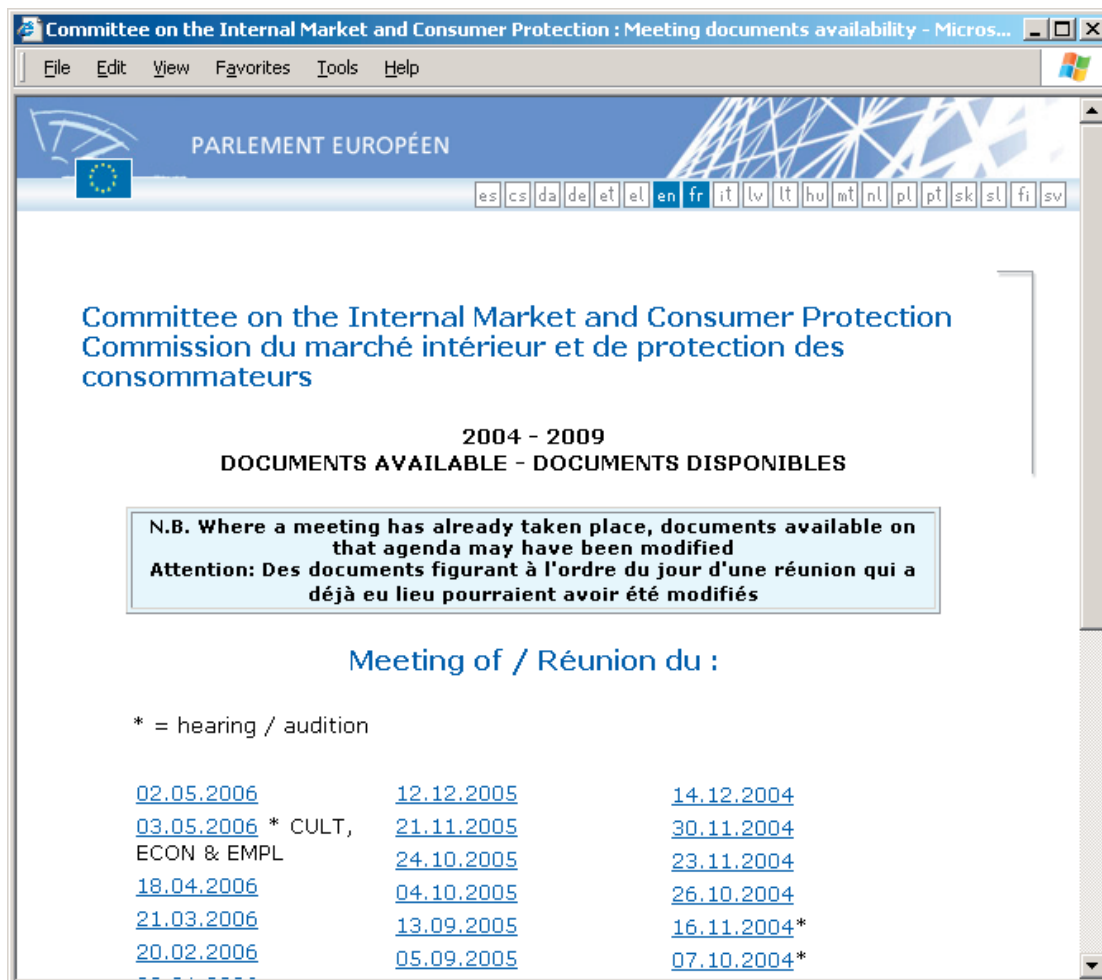 Committee on the Internal Market and Consumer Protection : Meeting documents availability - Micros...
File Edit View Favorites Tools Help
PARLEMENT EUROPÉEN
es cs da de et el en fr it lv lt hu mt nl pl pt sk sl fi sv
Committee on the Internal Market and Consumer Protection
Commission du marché intérieur et de protection des
consommateurs
2004 - 2009
DOCUMENTS AVAILABLE - DOCUMENTS DISPONIBLES
N.B. Where a meeting has already taken place, documents available on
that agenda may have been modified
Attention: Des documents figurant à l'ordre du jour d'une réunion qui a
déjà eu lieu pourraient avoir été modifiés
Meeting of / Réunion du :
* = hearing / audition
02.05.2006
03.05.2006 * CULT,
ECON & EMPL
18.04.2006
21.03.2006
20.02.2006
12.12.2005
21.11.2005
24.10.2005
04.10.2005
13.09.2005
05.09.2005
14.12.2004
30.11.2004
23.11.2004
26.10.2004
16.11.2004*
07.10.2004*